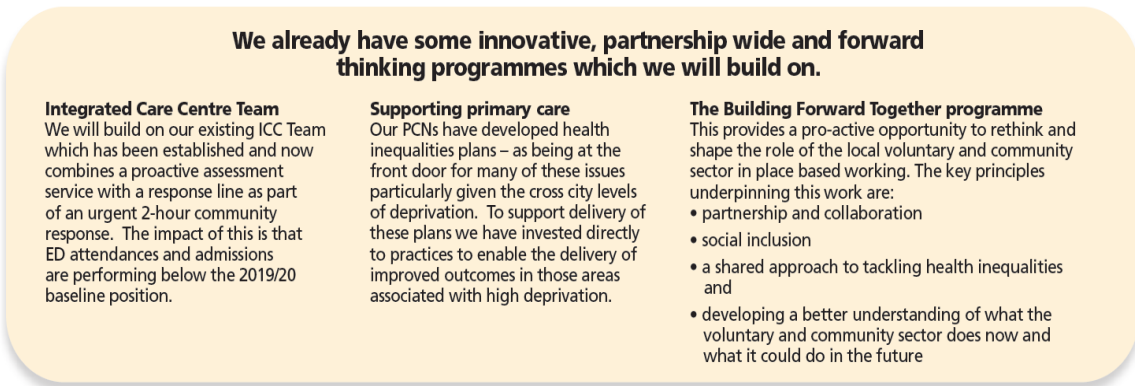 We already have some innovative, partnership wide and forward
thinking programmes which we will build on.
Integrated Care Centre Team
We will build on our existing ICC Team
which has been established and now
combines a proactive assessment
service with a response line as part
of an urgent 2-hour community
response.  The impact of this is that
ED attendances and admissions
are performing below the 2019/20
baseline position.
Supporting primary care
Our PCNs have developed health
inequalities plans – as being at the
front door for many of these issues
particularly given the cross city levels
of deprivation.  To support delivery of
these plans we have invested directly
to practices to enable the delivery of
improved outcomes in those areas
associated with high deprivation.
The Building Forward Together programme
This provides a pro-active opportunity to rethink and
shape the role of the local voluntary and community
sector in place based working. The key principles
underpinning this work are:
• partnership and collaboration
• social inclusion
• a shared approach to tackling health inequalities
and
• developing a better understanding of what the
voluntary and community sector does now and
what it could do in the future